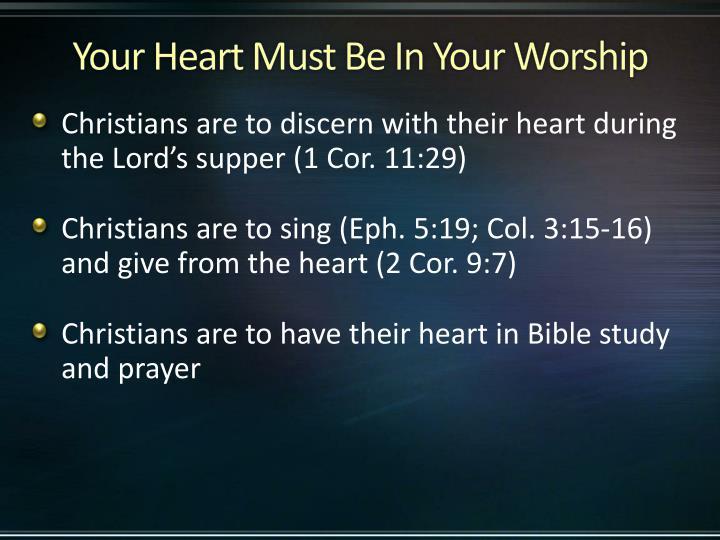 Your Heart Must Be In Your Worship
Christians are to discern with their heart during
the Lord’s supper (1 Cor. 11:29)
Christians are to sing (Eph. 5:19; Col. 3:15-16)
and give from the heart (2 Cor. 9:7)
Christians are to have their heart in Bible study
and prayer